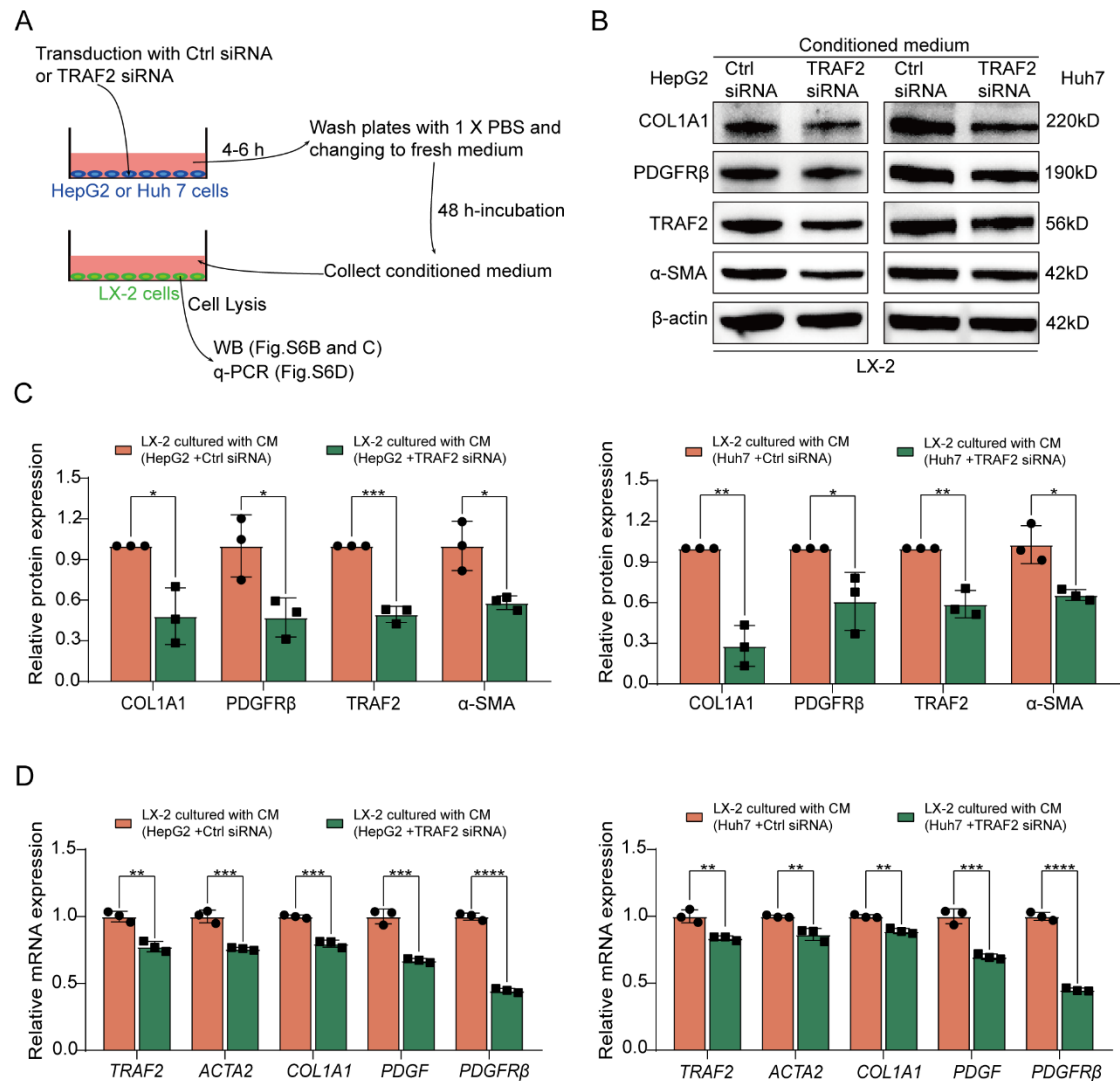 A
Transduction with Ctrl siRNA
or TRAF2 siRNA
4-6 h
Wash plates with 1 X PBS and
changing to fresh medium
HepG2 or Huh 7 cells
48 h-incubation
Collect conditioned medium
LX-2 cells
Cell Lysis
WB (Fig.S6B and C)
q-PCR (Fig.S6D)
B
Conditioned medium
HepG2 Ctrl siRNA TRAF2 siRNA Ctrl siRNA TRAF2 siRNA Huh7
COL1A1 220kD
PDGFRβ 190kD
TRAF2 56kD
α-SMA 42kD
β-actin 42kD
LX-2
C
LX-2 cultured with CM
(HepG2 +Ctrl siRNA)
LX-2 cultured with CM
(HepG2 +TRAF2 siRNA)
Relative protein expression
1.5
1.2
0.9
0.6
0.3
0.0
* * *** *
COL1A1 PDGFRβ TRAF2 α-SMA
LX-2 cultured with CM
(Huh7 +Ctrl siRNA)
LX-2 cultured with CM
(Huh7 +TRAF2 siRNA)
Relative protein expression
1.5
1.2
0.9
0.6
0.3
0.0
** * ** *
COL1A1 PDGFRβ TRAF2 α-SMA
D
LX-2 cultured with CM
(HepG2 +Ctrl siRNA)
LX-2 cultured with CM
(HepG2 +TRAF2 siRNA)
Relative mRNA expression
1.5
1.0
0.5
0.0
** *** *** *** ****
TRAF2 ACTA2 COL1A1 PDGF PDGFRβ
LX-2 cultured with CM
(Huh7 +Ctrl siRNA)
LX-2 cultured with CM
(Huh7 +TRAF2 siRNA)
Relative mRNA expression
1.5
1.0
0.5
0.0
** ** ** *** ****
TRAF2 ACTA2 COL1A1 PDGF PDGFRβ